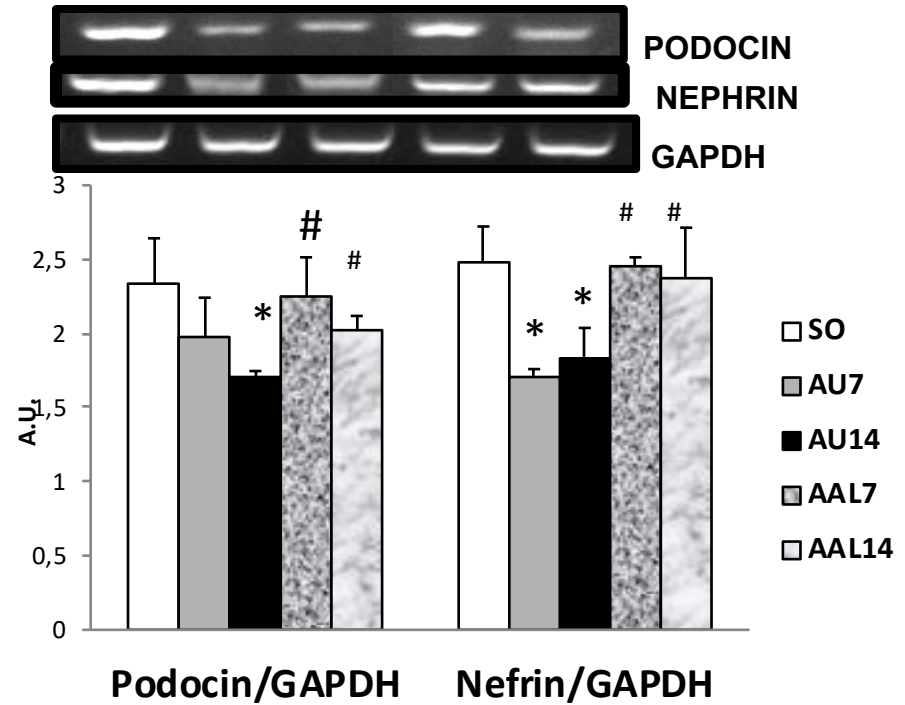 PODOCIN
NEPHRIN
GAPDH
3
2,5
2
1,5
1
0,5
0
A.U.
*
#
#
*
*
#
#
SO
AU7
AU14
AAL7
AAL14
Podocin/GAPDH Nefrin/GAPDH